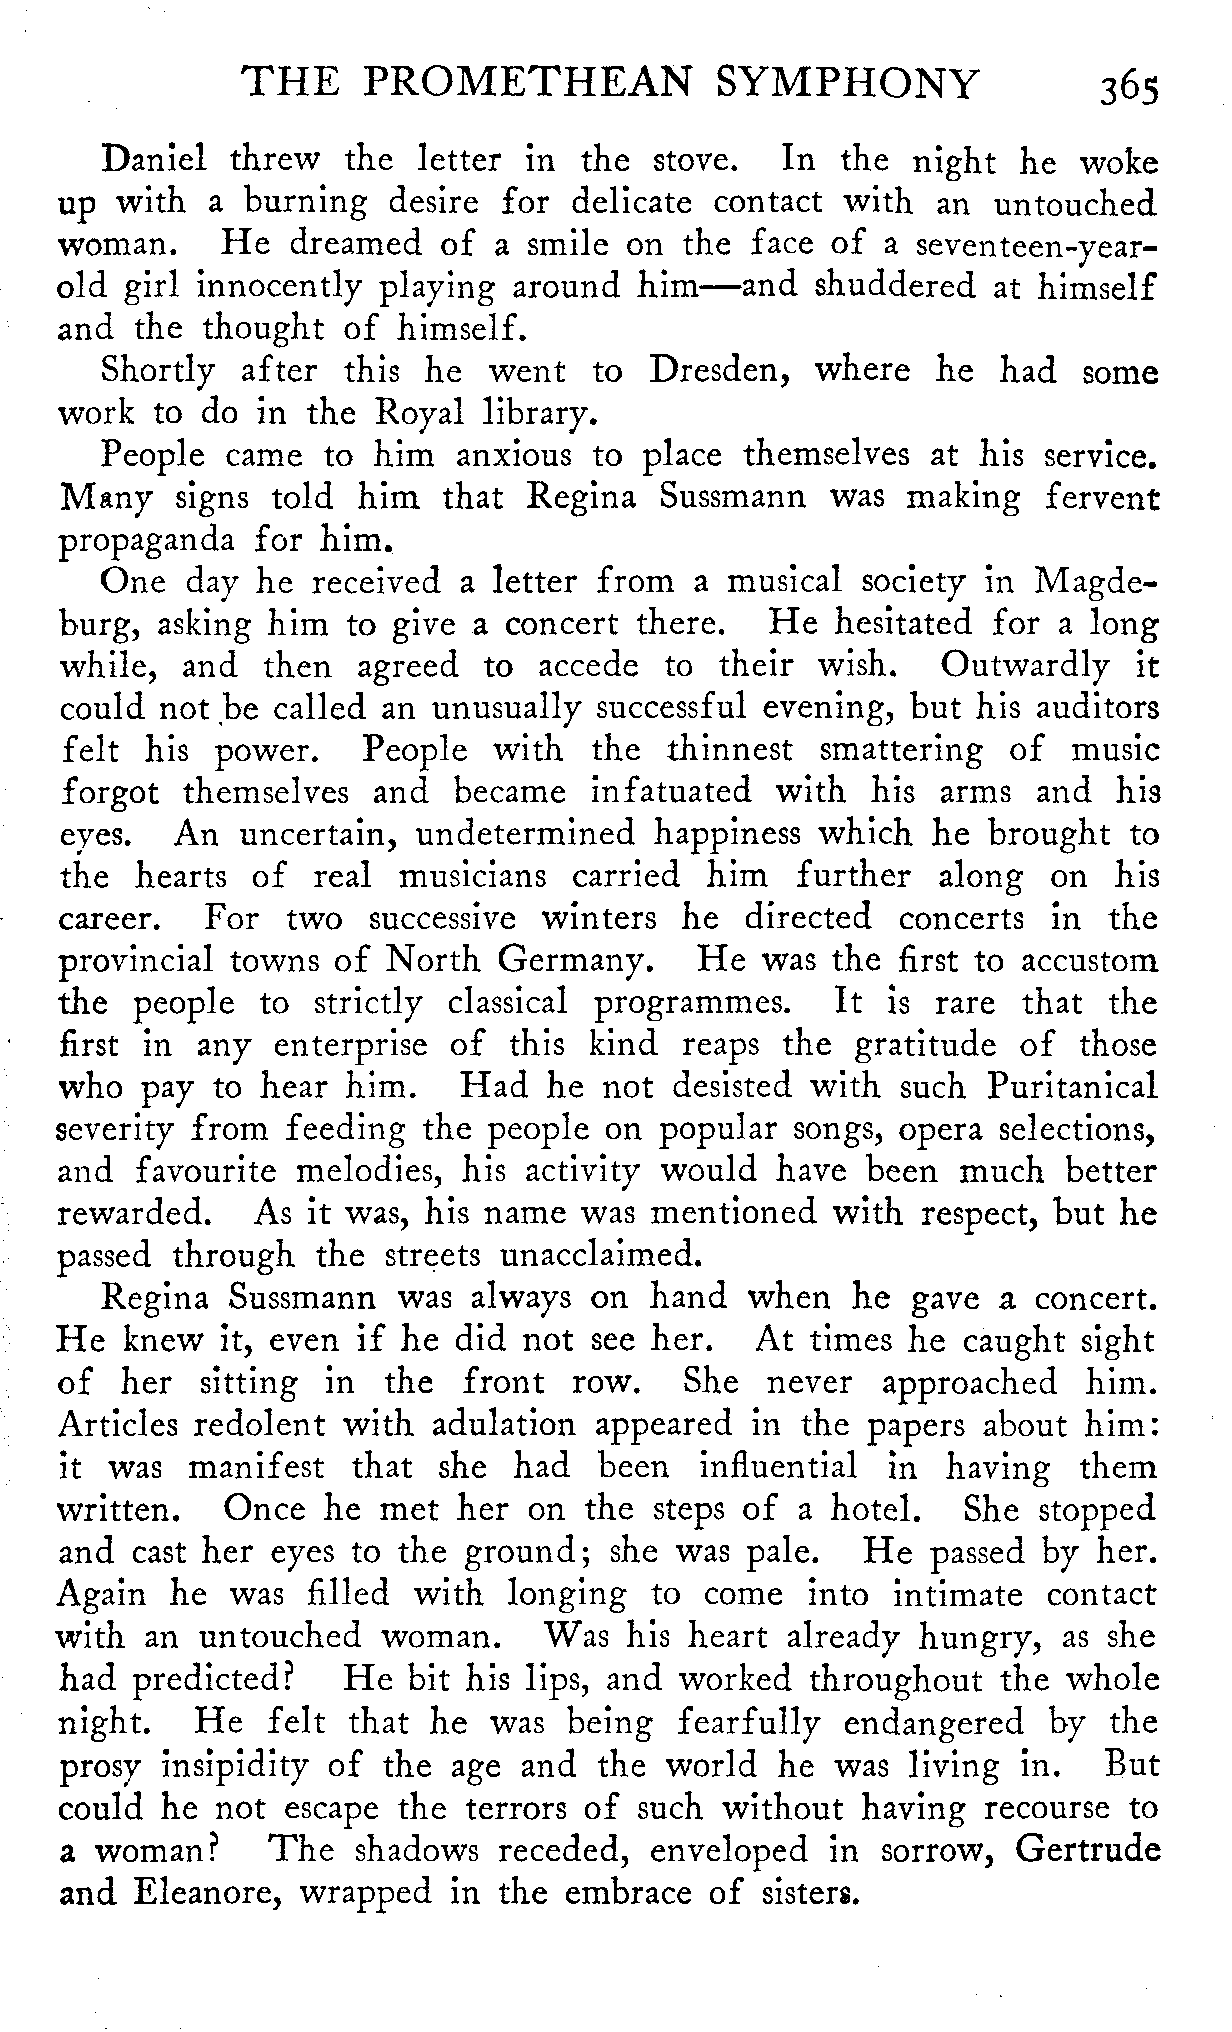 THE PROMETHEAN SYMPHONY 365
Daniel threw the letter in the stove. In the night he woke
up with a burning desire for delicate contact with an untouched
woman. He dreamed of a smile on the face of a seventeen-year-
old girl innocently playing around him—and shuddered at himself
and the thought of himself.
Shortly after this he went to Dresden, where he had some
work to do in the Royal library.
People came to him anxious to place themselves at his service.
Many signs told him that Regina Sussmann was making fervent
propaganda for him.
One day he received a letter from a musical society in Magde-
burg, asking him to give a concert there. He hesitated for a long
while, and then agreed to accede to their wish. Outwardly it
could not be called an unusually successful evening, but his auditors
felt his power. People with the thinnest smattering of music
forgot themselves and became infatuated with his arms and his
eyes. An uncertain, undetermined happiness which he brought to
the hearts of real musicians carried him further along on his
career. For two successive winters he directed concerts in the
provincial towns of North Germany. He was the first to accustom
the people to strictly classical programmes. It is rare that the
first in any enterprise of this kind reaps the gratitude of those
who pay to hear him. Had he not desisted with such Puritanical
severity from feeding the people on popular songs, opera selections,
and favourite melodies, his activity would have been much better
rewarded. As it was, his name was mentioned with respect, but he
passed through the streets unacclaimed.
Regina Sussmann was always on hand when he gave a concert.
He knew it, even if he did not see her. At times he caught sight
of her sitting in the front row. She never approached him.
Articles redolent with adulation appeared in the papers about him:
it was manifest that she had been influential in having them
written. Once he met her on the steps of a hotel. She stopped
and cast her eyes to the ground; she was pale. He passed by her.
Again he was filled with longing to come into intimate contact
with an untouched woman. Was his heart already hungry, as she
had predicted? He bit his lips, and worked throughout the whole
night. He felt that he was being fearfully endangered by the
prosy insipidity of the age and the world he was living in. But
could he not escape the terrors of such without having recourse to
a woman? The shadows receded, enveloped in sorrow, Gertrude
and Eleanore, wrapped in the embrace of sisters.